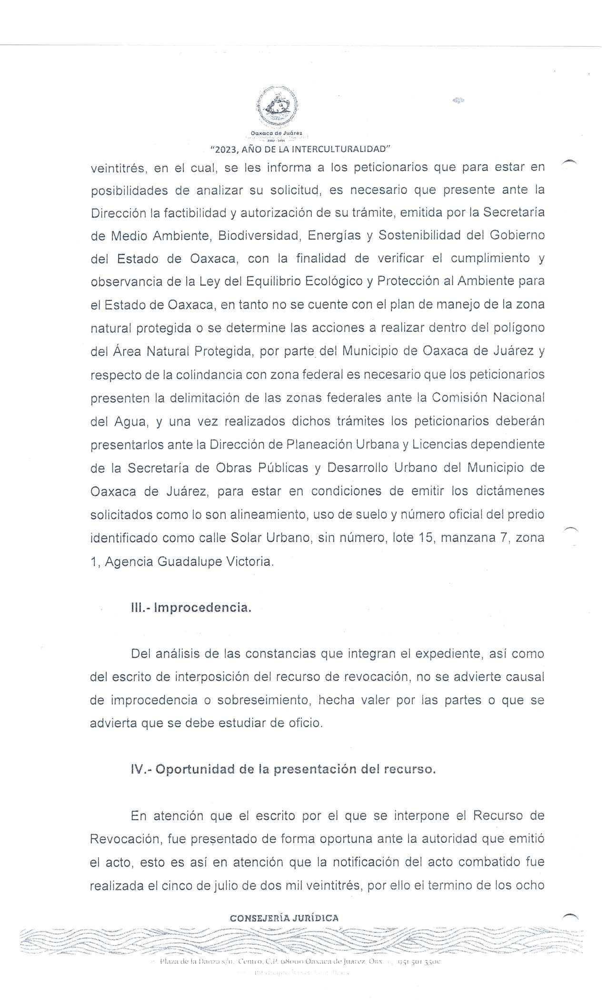 Oaxaca de Juárez
2022 - 2024
"2023, AÑO DE LA INTERCULTURALIDAD"
veintitrés, en el cual, se les informa a los peticionarios que para estar en
posibilidades de analizar su solicitud, es necesario que presente ante la
Dirección la factibilidad y autorización de su trámite, emitida por la Secretaría
de Medio Ambiente, Biodiversidad, Energías y Sostenibilidad del Gobierno
del Estado de Oaxaca, con la finalidad de verificar el cumplimiento y
observancia de la Ley del Equilibrio Ecológico y Protección al Ambiente para
el Estado de Oaxaca, en tanto no se cuente con el plan de manejo de la zona
natural protegida o se determine las acciones a realizar dentro del polígono
del Área Natural Protegida, por parte del Municipio de Oaxaca de Juárez y
respecto de la colindancia con zona federal es necesario que los peticionarios
presenten la delimitación de las zonas federales ante la Comisión Nacional
del Agua, y una vez realizados dichos trámites los peticionarios deberán
presentarlos ante la Dirección de Planeación Urbana y Licencias dependiente
de la Secretaría de Obras Públicas y Desarrollo Urbano del Municipio de
Oaxaca de Juárez, para estar en condiciones de emitir los dictámenes
solicitados como lo son alineamiento, uso de suelo y número oficial del predio
identificado como calle Solar Urbano, sin número, lote 15, manzana 7, zona
1, Agencia Guadalupe Victoria.
III.- Improcedencia.
Del análisis de las constancias que integran el expediente, así como
del escrito de interposición del recurso de revocación, no se advierte causal
de improcedencia o sobreseimiento, hecha valer por las partes o que se
advierta que se debe estudiar de oficio.
IV.- Oportunidad de la presentación del recurso.
En atención que el escrito por el que se interpone el Recurso de
Revocación, fue presentado de forma oportuna ante la autoridad que emitió
el acto, esto es así en atención que la notificación del acto combatido fue
realizada el cinco de julio de dos mil veintitrés, por ello el termino de los ocho
CONSEJERÍA JURÍDICA
Plaza de la Danza s/n, Centro, C.P. 68000 Oaxaca de Juárez, Oax. 951 501 5500